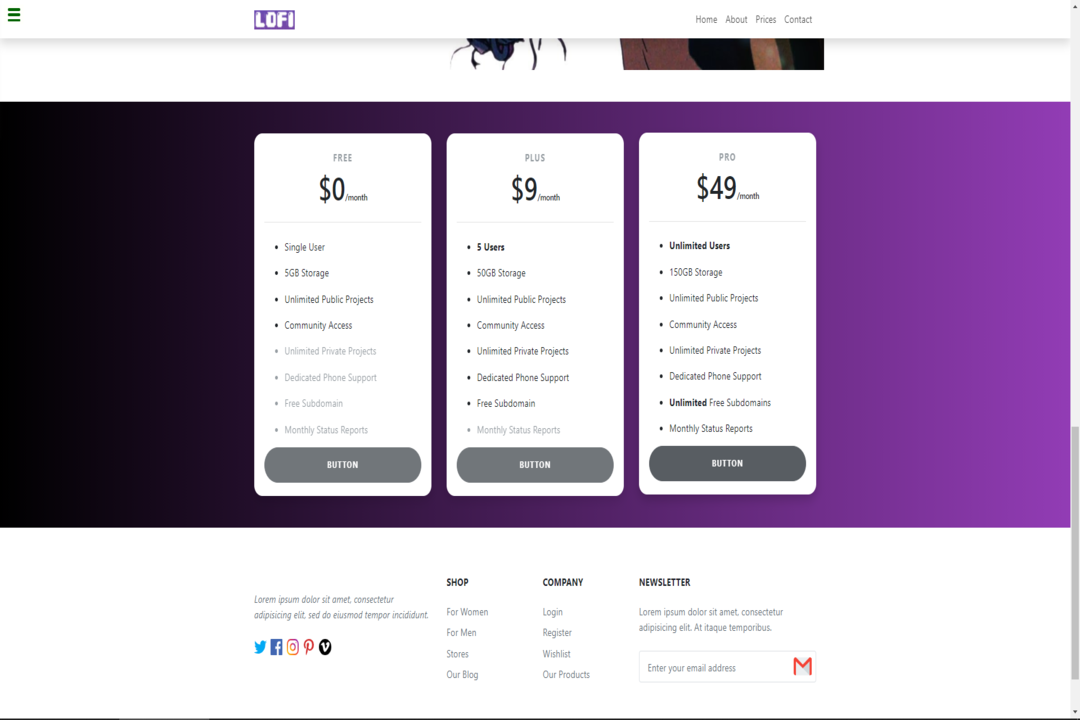 LOFI
Home About Prices Contact
FREE
$0/month
Single User
5GB Storage
Unlimited Public Projects
Community Access
Unlimited Private Projects
Dedicated Phone Support
Free Subdomain
Monthly Status Reports
BUTTON
PLUS
$9/month
5 Users
50GB Storage
Unlimited Public Projects
Community Access
Unlimited Private Projects
Dedicated Phone Support
Free Subdomain
Monthly Status Reports
BUTTON
PRO
$49/month
Unlimited Users
150GB Storage
Unlimited Public Projects
Community Access
Unlimited Private Projects
Dedicated Phone Support
Unlimited Free Subdomains
Monthly Status Reports
BUTTON
Lorem ipsum dolor sit amet, consectetur
adipisicing elit, sed do eiusmod tempor incididunt.
SHOP
For Women
For Men
Stores
Our Blog
COMPANY
Login
Register
Wishlist
Our Products
NEWSLETTER
Lorem ipsum dolor sit amet, consectetur
adipisicing elit. At itaque temporibus.
Enter your email address